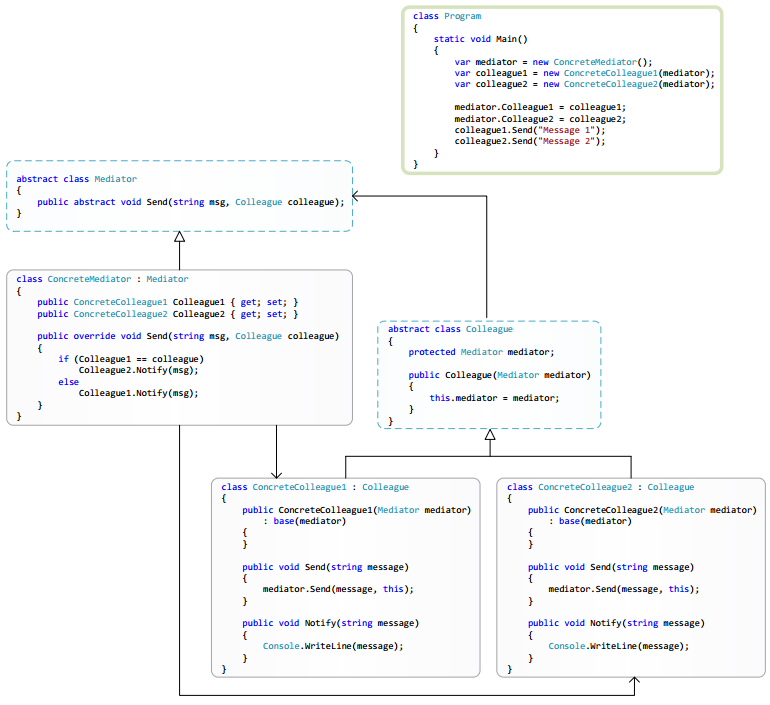 class Program
{
static void Main()
{
var mediator = new ConcreteMediator();
var colleague1 = new ConcreteColleague1(mediator);
var colleague2 = new ConcreteColleague2(mediator);
mediator.Colleague1 = colleague1;
mediator.Colleague2 = colleague2;
colleague1.Send("Message 1");
colleague2.Send("Message 2");
}
}
abstract class Mediator
{
public abstract void Send(string msg, Colleague colleague);
}
class ConcreteMediator : Mediator
{
public ConcreteColleague1 Colleague1 { get; set; }
public ConcreteColleague2 Colleague2 { get; set; }
public override void Send(string msg, Colleague colleague)
{
if (Colleague1 == colleague)
Colleague2.Notify(msg);
else
Colleague1.Notify(msg);
}
}
abstract class Colleague
{
protected Mediator mediator;
public Colleague(Mediator mediator)
{
this.mediator = mediator;
}
}
class ConcreteColleague1 : Colleague
{
public ConcreteColleague1(Mediator mediator)
: base(mediator)
{
}
public void Send(string message)
{
mediator.Send(message, this);
}
public void Notify(string message)
{
Console.WriteLine(message);
}
}
class ConcreteColleague2 : Colleague
{
public ConcreteColleague2(Mediator mediator)
: base(mediator)
{
}
public void Send(string message)
{
mediator.Send(message, this);
}
public void Notify(string message)
{
Console.WriteLine(message);
}
}